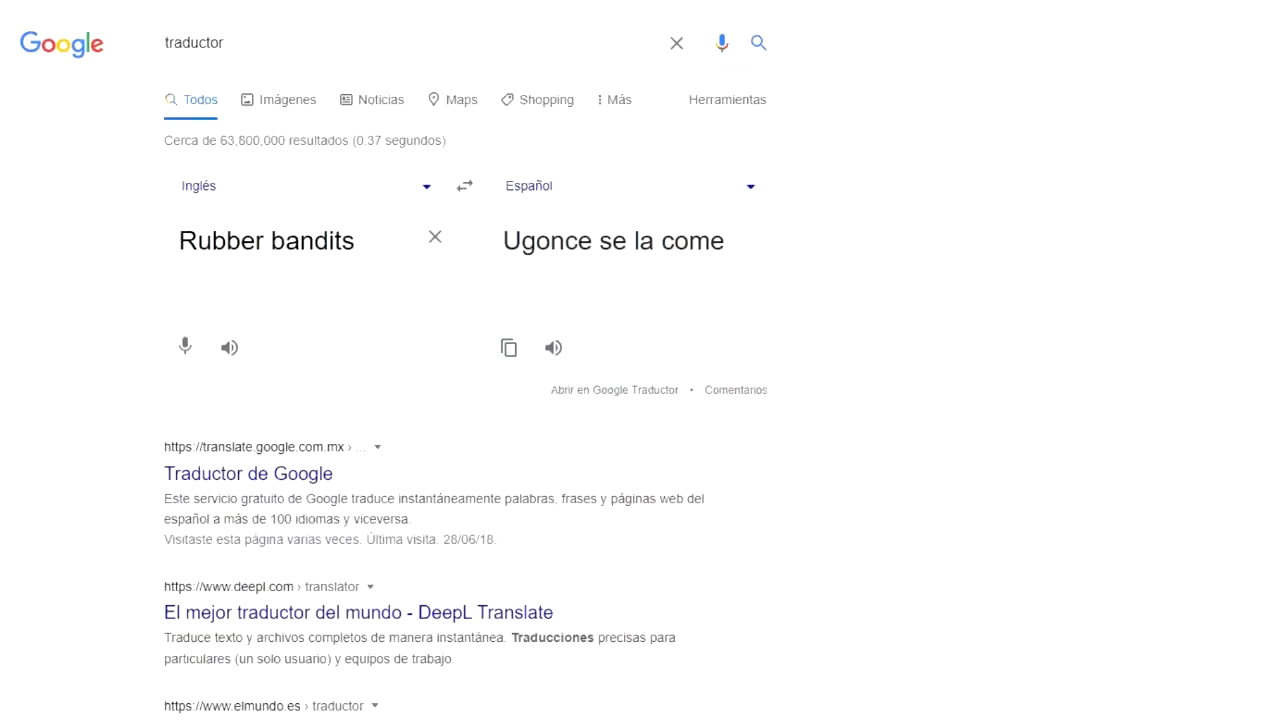 Google
traductor
Todos Imágenes Noticias Maps Shopping Más Herramientas
Cerca de 63,800,000 resultados (0.37 segundos)
Inglés Español
Rubber bandits Ugonce se la come
Abrir en Google Traductor • Comentarios
https://translate.google.com.mx › ...
Traductor de Google
Este servicio gratuito de Google traduce instantáneamente palabras, frases y páginas web del
español a más de 100 idiomas y viceversa.
Visitaste esta página varias veces. Última visita. 28/06/18.
https://www.deepl.com › translator
El mejor traductor del mundo - DeepL Translate
Traduce texto y archivos completos de manera instantánea. Traducciones precisas para
particulares (un solo usuario) y equipos de trabajo.
https://www.elmundo.es › traductor